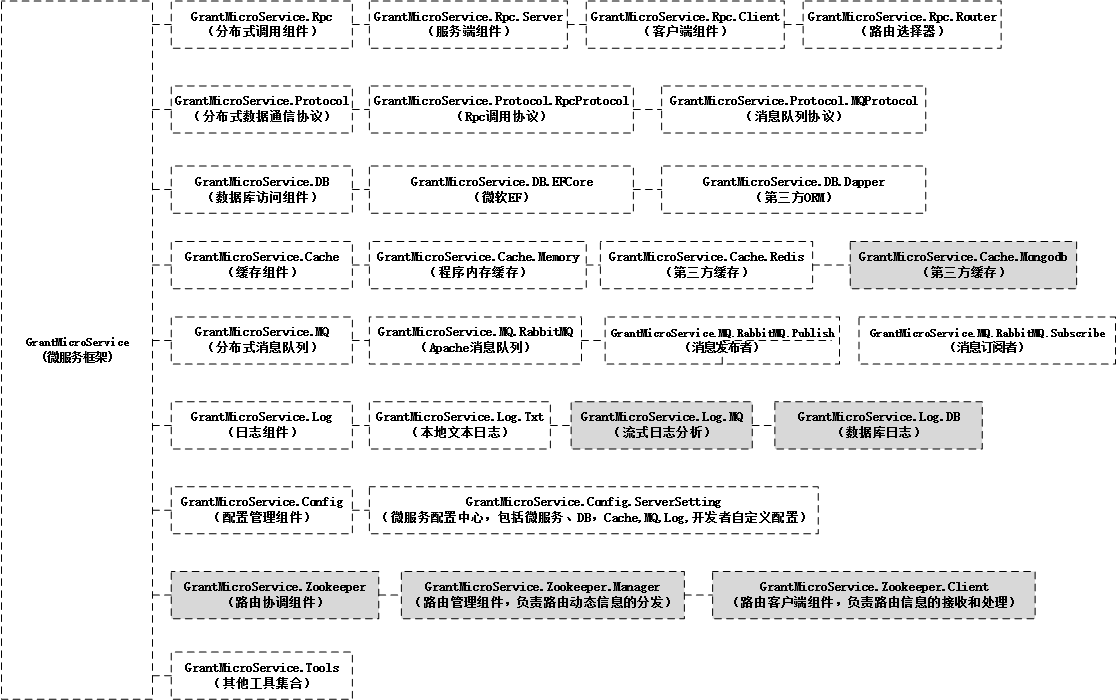 GrantMicroService
(微服务框架)
GrantMicroService.Rpc
(分布式调用组件)
GrantMicroService.Rpc.Server
(服务端组件)
GrantMicroService.Rpc.Client
(客户端组件)
GrantMicroService.Rpc.Router
(路由选择器)
GrantMicroService.Protocol
(分布式数据通信协议)
GrantMicroService.Protocol.RpcProtocol
(Rpc调用协议)
GrantMicroService.Protocol.MQProtocol
(消息队列协议)
GrantMicroService.DB
(数据库访问组件)
GrantMicroService.DB.EFCore
(微软EF)
GrantMicroService.DB.Dapper
(第三方ORM)
GrantMicroService.Cache
(缓存组件)
GrantMicroService.Cache.Memory
(程序内存缓存)
GrantMicroService.Cache.Redis
(第三方缓存)
GrantMicroService.Cache.Mongodb
(第三方缓存)
GrantMicroService.MQ
(分布式消息队列)
GrantMicroService.MQ.RabbitMQ
(Apache消息队列)
GrantMicroService.MQ.RabbitMQ.Publish
(消息发布者)
GrantMicroService.MQ.RabbitMQ.Subscribe
(消息订阅者)
GrantMicroService.Log
(日志组件)
GrantMicroService.Log.Txt
(本地文本日志)
GrantMicroService.Log.MQ
(流式日志分析)
GrantMicroService.Log.DB
(数据库日志)
GrantMicroService.Config
(配置管理组件)
GrantMicroService.Config.ServerSetting
(微服务配置中心，包括微服务、DB，Cache,MQ,Log,开发者自定义配置)
GrantMicroService.Zookeeper
(路由协调组件)
GrantMicroService.Zookeeper.Manager
(路由管理组件，负责路由动态信息的分发)
GrantMicroService.Zookeeper.Client
(路由客户端组件，负责路由信息的接收和处理)
GrantMicroService.Tools
(其他工具集合)